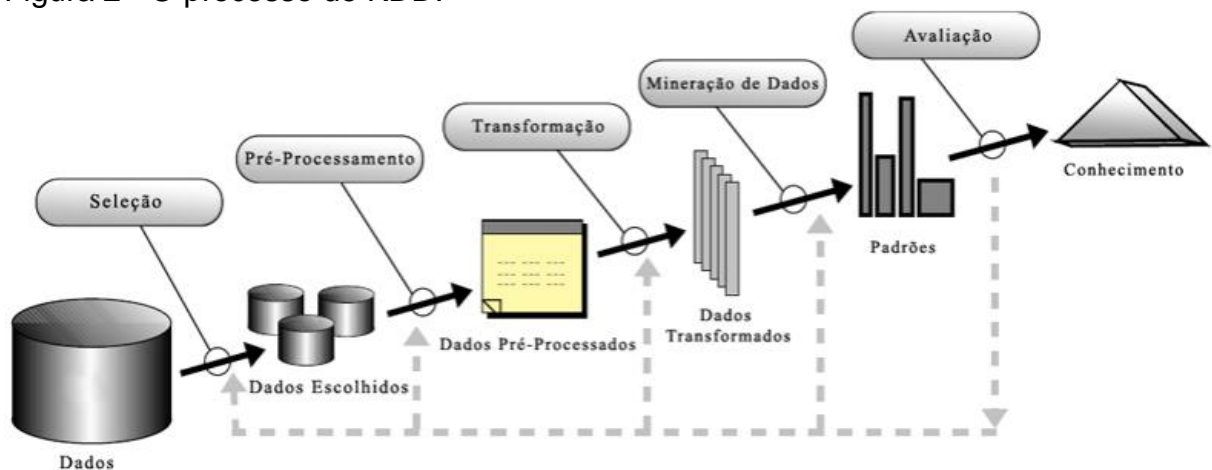 Avaliação
Mineração de Dados
Transformação
Pré-Processamento
Seleção
Conhecimento
Padrões
Dados
Transformados
Dados Pré-Processados
Dados Escolhidos
Dados